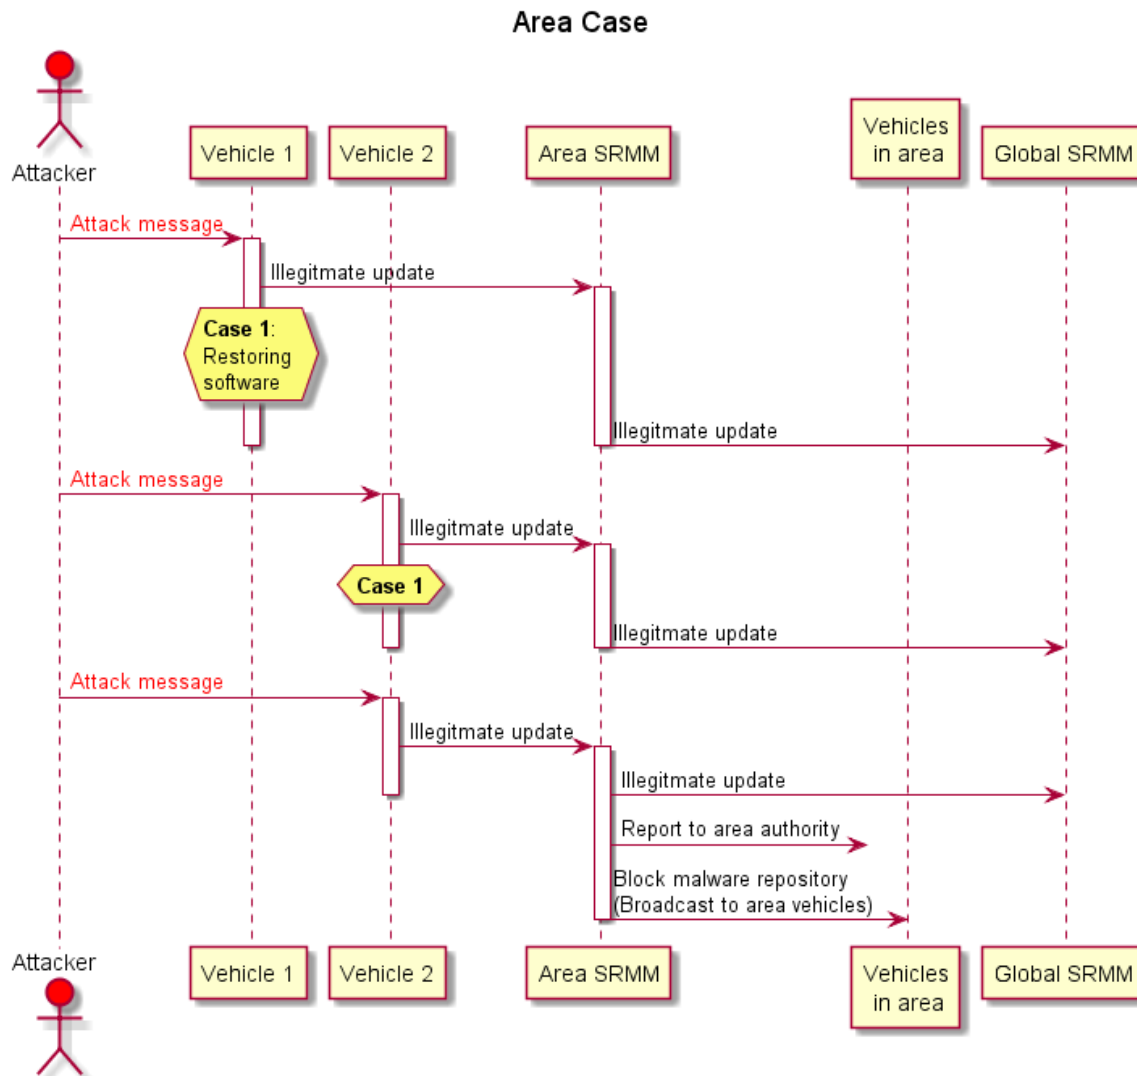 Area Case
Attacker
Vehicle 1
Vehicle 2
Area SRMM
Vehicles
in area
Global SRMM
Attack message
Illegitmate update
Case 1:
Restoring
software
Illegitmate update
Attack message
Illegitmate update
Case 1
Illegitmate update
Attack message
Illegitmate update
Illegitmate update
Report to area authority
Block malware repository
(Broadcast to area vehicles)
Attacker
Vehicle 1
Vehicle 2
Area SRMM
Vehicles
in area
Global SRMM